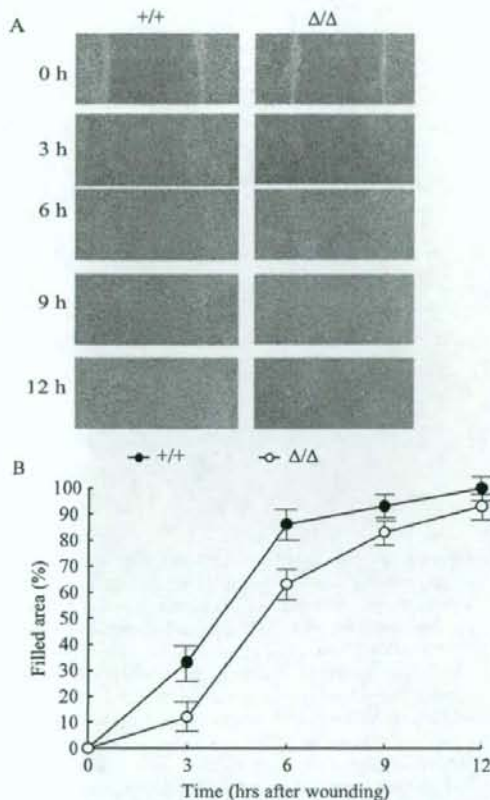 A
+/+ Δ/Δ
0 h
3 h
6 h
9 h
12 h
+/+ Δ/Δ
B
100
90
80
70
60
50
40
30
20
10
0
Filled area (%)
0 3 6 9 12
Time (hrs after wounding)